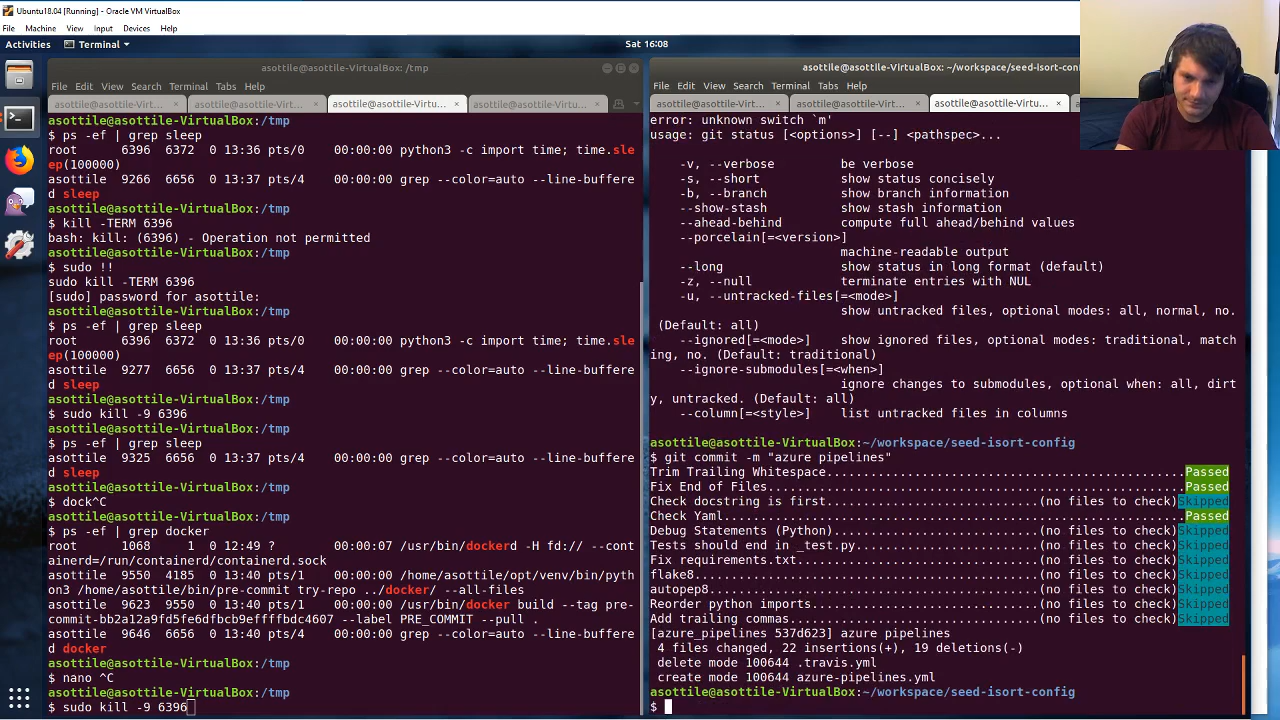 Ubuntu18.04 [Running] - Oracle VM VirtualBox
File Machine View Input Devices Help
Activities Terminal Sat 16:08
asottile@asottile-VirtualBox: /tmp
File Edit View Search Terminal Tabs Help
asottile@asottile-Virt... asottile@asottile-Virt... asottile@asottile-Virtu... asottile@asottile-Virtu...
asottile@asottile-VirtualBox:/tmp
$ ps -ef | grep sleep
root 6396 6372 0 13:36 pts/0 00:00:00 python3 -c import time; time.sle
ep(100000)
asottile 9266 6656 0 13:37 pts/4 00:00:00 grep --color=auto --line-buffere
d sleep
asottile@asottile-VirtualBox:/tmp
$ kill -TERM 6396
bash: kill: (6396) - Operation not permitted
asottile@asottile-VirtualBox:/tmp
$ sudo !!
sudo kill -TERM 6396
[sudo] password for asottile:
asottile@asottile-VirtualBox:/tmp
$ ps -ef | grep sleep
root 6396 6372 0 13:36 pts/0 00:00:00 python3 -c import time; time.sle
ep(100000)
asottile 9277 6656 0 13:37 pts/4 00:00:00 grep --color=auto --line-buffere
d sleep
asottile@asottile-VirtualBox:/tmp
$ sudo kill -9 6396
asottile@asottile-VirtualBox:/tmp
$ ps -ef | grep sleep
asottile 9325 6656 0 13:37 pts/4 00:00:00 grep --color=auto --line-buffere
d sleep
asottile@asottile-VirtualBox:/tmp
$ dock^C
asottile@asottile-VirtualBox:/tmp
$ ps -ef | grep docker
root 1068 1 0 12:49 ? 00:00:07 /usr/bin/dockerd -H fd:// --cont
ainerd=/run/containerd/containerd.sock
asottile 9550 4185 0 13:40 pts/1 00:00:00 /home/asottile/opt/venv/bin/pyth
on3 /home/asottile/bin/pre-commit try-repo ../docker/ --all-files
asottile 9623 9550 0 13:40 pts/1 00:00:00 /usr/bin/docker build --tag pre-
commit-bb2a12a9fd5fe6dfbcb9effffbdc4607 --label PRE_COMMIT --pull .
asottile 9646 6656 0 13:40 pts/4 00:00:00 grep --color=auto --line-buffere
d docker
asottile@asottile-VirtualBox:/tmp
$ nano ^C
asottile@asottile-VirtualBox:/tmp
$ sudo kill -9 6396
asottile@asottile-VirtualBox: ~/workspace/seed-isort-confi
File Edit View Search Terminal Tabs Help
asottile@asottile-Virtu... asottile@asottile-Virtu... asottile@asottile-Virtu...
error: unknown switch `m'
usage: git status [<options>] [--] <pathspec>...
-v, --verbose be verbose
-s, --short show status concisely
-b, --branch show branch information
--show-stash show stash information
--ahead-behind compute full ahead/behind values
--porcelain[=<version>]
machine-readable output
--long show status in long format (default)
-z, --null terminate entries with NUL
-u, --untracked-files[=<mode>]
show untracked files, optional modes: all, normal, no.
(Default: all)
--ignored[=<mode>] show ignored files, optional modes: traditional, match
ing, no. (Default: traditional)
--ignore-submodules[=<when>]
ignore changes to submodules, optional when: all, dirt
y, untracked. (Default: all)
--column[=<style>] list untracked files in columns
asottile@asottile-VirtualBox:~/workspace/seed-isort-config
$ git commit -m "azure pipelines"
Trim Trailing Whitespace.................................................Passed
Fix End of Files.........................................................Passed
Check docstring is first.............................(no files to check)Skipped
Check Yaml...............................................................Passed
Debug Statements (Python)............................(no files to check)Skipped
Tests should end in _test.py.........................(no files to check)Skipped
Fix requirements.txt.................................(no files to check)Skipped
flake8...............................................(no files to check)Skipped
autopep8.............................................(no files to check)Skipped
Reorder python imports...............................(no files to check)Skipped
Add trailing commas..................................(no files to check)Skipped
[azure_pipelines 537d623] azure pipelines
4 files changed, 22 insertions(+), 19 deletions(-)
delete mode 100644 .travis.yml
create mode 100644 azure-pipelines.yml
asottile@asottile-VirtualBox:~/workspace/seed-isort-config
$